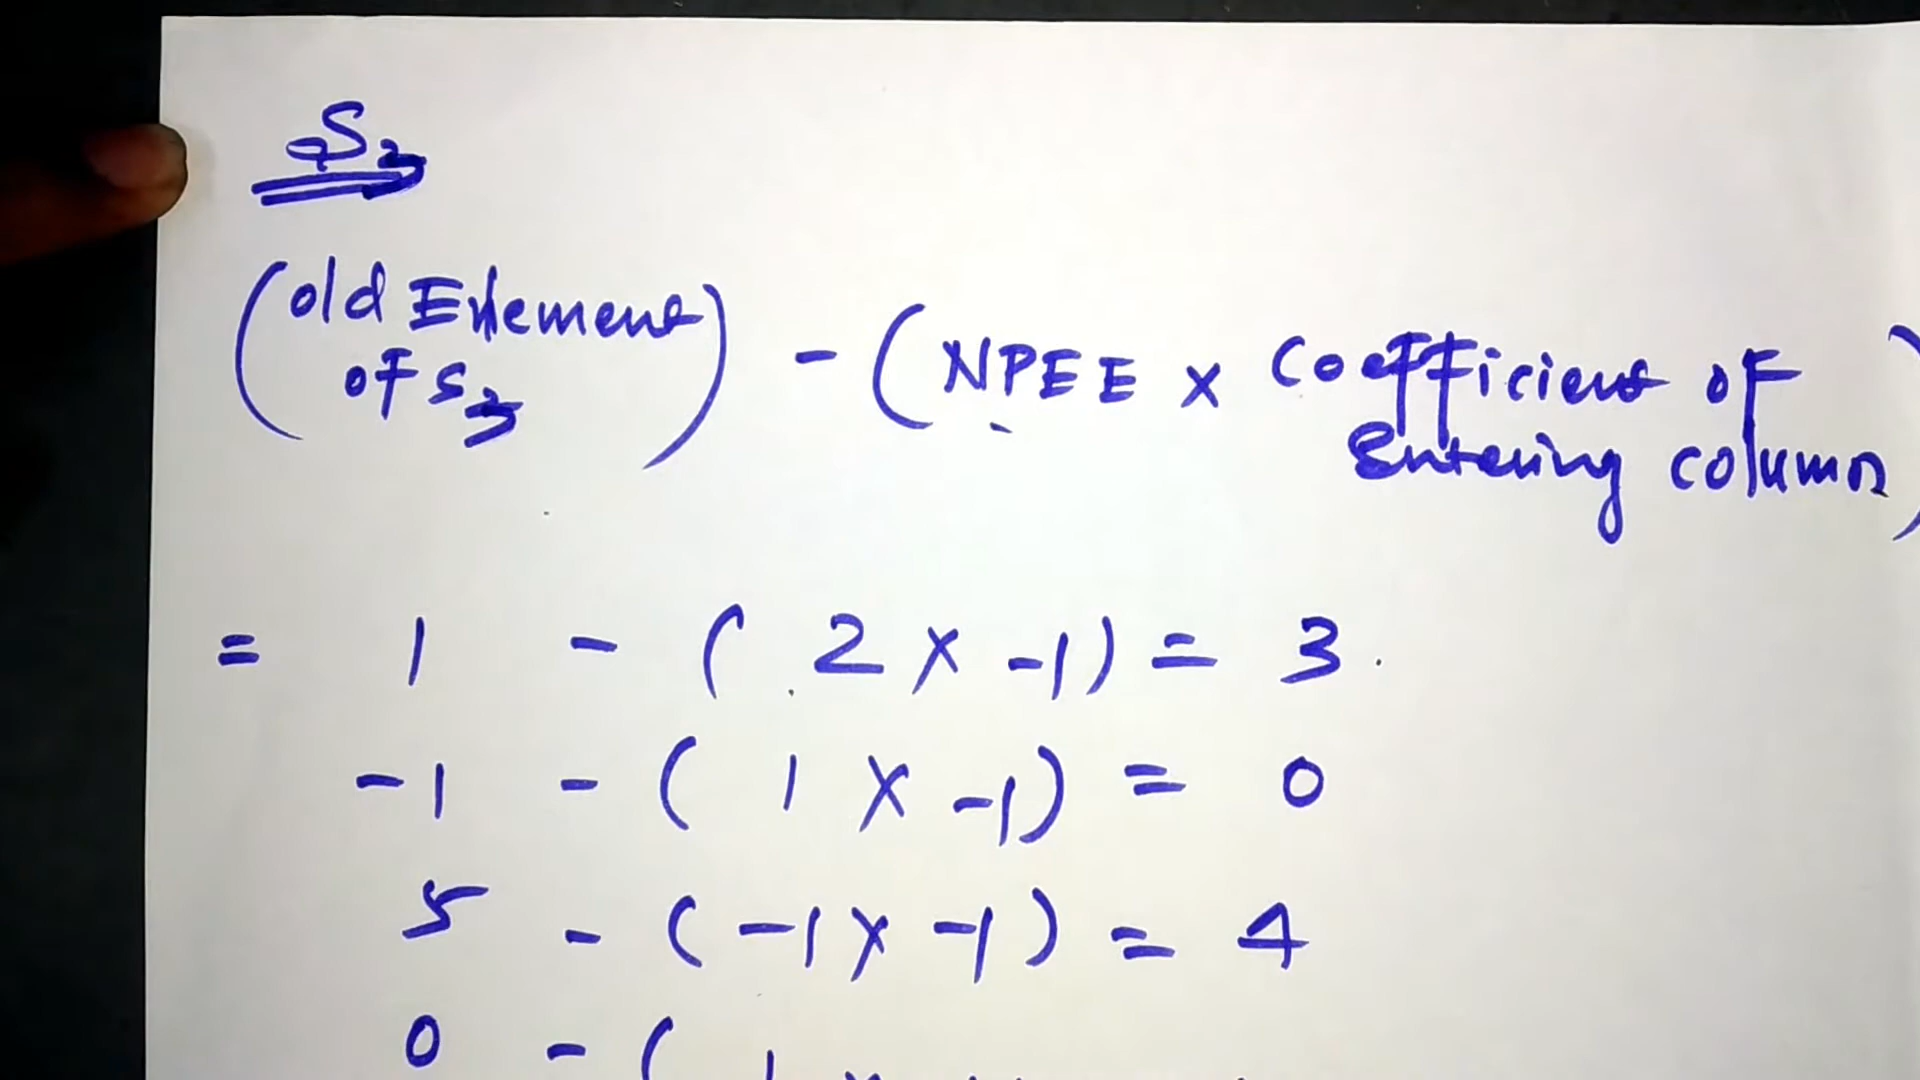 S3
(old Element of S3) - (NPEE × Coefficient of Entering column)
= 1 - (2 × -1) = 3
-1 - (1 × -1) = 0
5 - (-1 × -1) = 4
0 - (1